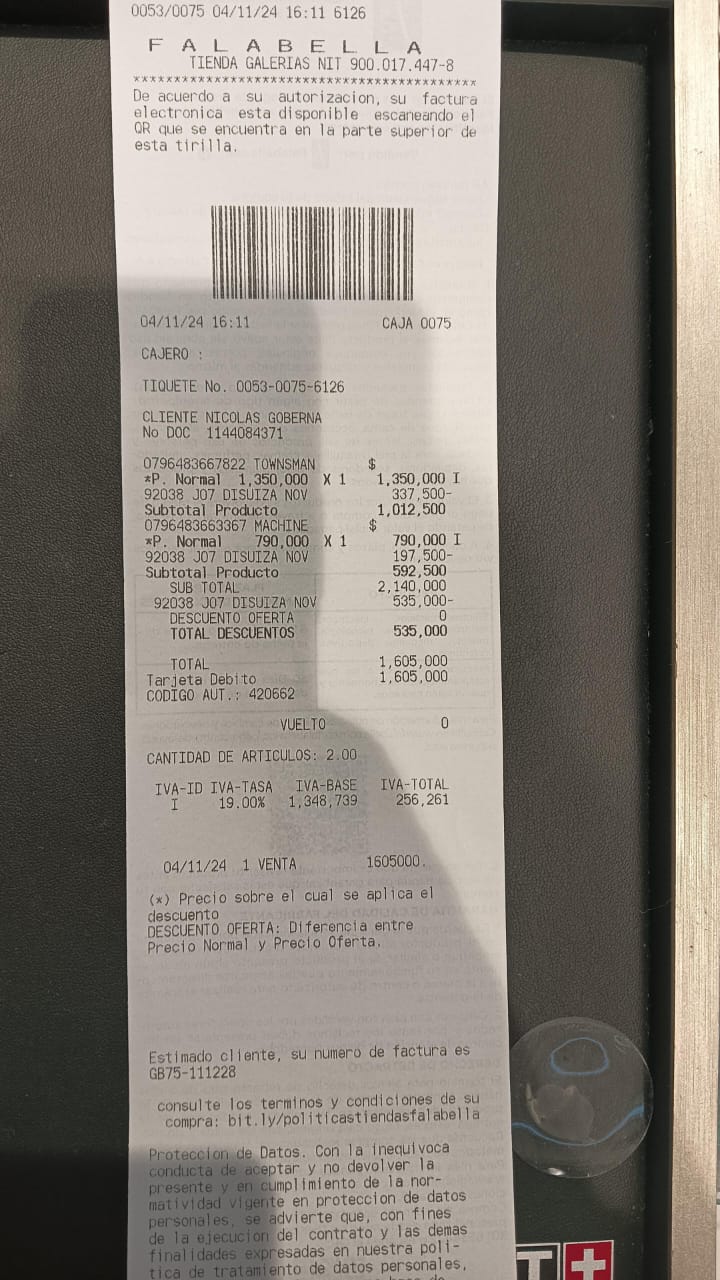 0053/0075 04/11/24 16:11 6126
FALABELLA
TIENDA GALERIAS NIT 900.017.447-8
******************************************
De acuerdo a su autorizacion, su factura
electronica esta disponible escaneando el
QR que se encuentra en la parte superior de
esta tirilla.
04/11/24 16:11 CAJA 0075
CAJERO :
TIQUETE No. 0053-0075-6126
CLIENTE NICOLAS GOBERNA
No DOC 1144084371
0796483667822 TOWNSMAN $
*P. Normal 1,350,000 X 1 1,350,000 I
92038 J07 DISUIZA NOV 337,500-
Subtotal Producto 1,012,500
0796483663367 MACHINE $
*P. Normal 790,000 X 1 790,000 I
92038 J07 DISUIZA NOV 197,500-
Subtotal Producto 592,500
SUB TOTAL 2,140,000
92038 J07 DISUIZA NOV 535,000-
DESCUENTO OFERTA 0
TOTAL DESCUENTOS 535,000
TOTAL 1,605,000
Tarjeta Debito 1,605,000
CODIGO AUT.: 420662
VUELTO 0
CANTIDAD DE ARTICULOS: 2.00
IVA-ID IVA-TASA IVA-BASE IVA-TOTAL
I 19.00% 1,348,739 256,261
04/11/24 1 VENTA 1605000.
(*) Precio sobre el cual se aplica el
descuento
DESCUENTO OFERTA: Diferencia entre
Precio Normal y Precio Oferta.
Estimado cliente, su numero de factura es
GB75-111228
consulte los terminos y condiciones de su
compra: bit.ly/politicastiendasfalabella
Proteccion de Datos. Con la inequivoca
conducta de aceptar y no devolver la
presente y en cumplimiento de la nor-
matividad vigente en proteccion de datos
personales, se advierte que, con fines
de la ejecucion del contrato y las demas
finalidades expresadas en nuestra poli-
tica de tratamiento de datos personales,
T